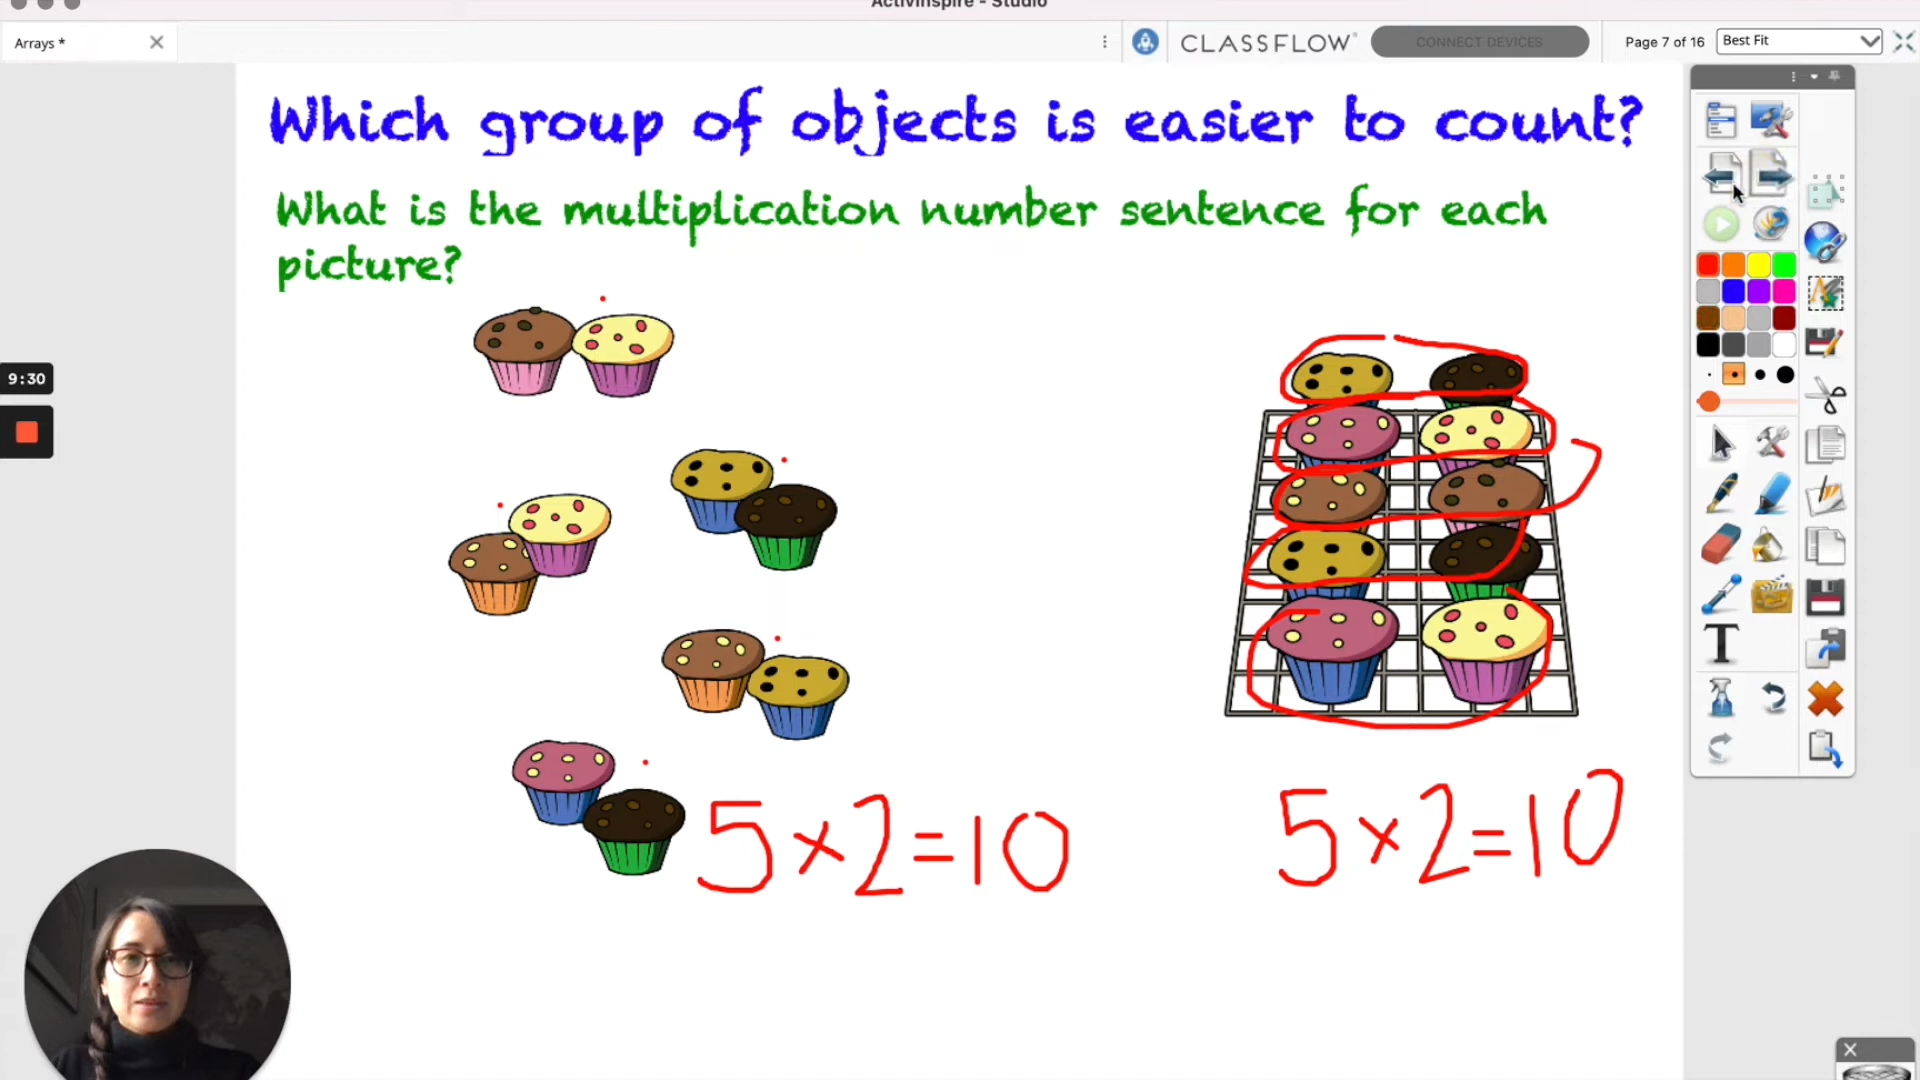 ActivInspire - Studio
Arrays *
CLASSFLOW
CONNECT DEVICES
Page 7 of 16
Best Fit
Which group of objects is easier to count?
What is the multiplication number sentence for each
picture?
9:30
5×2=10
5×2=10
T